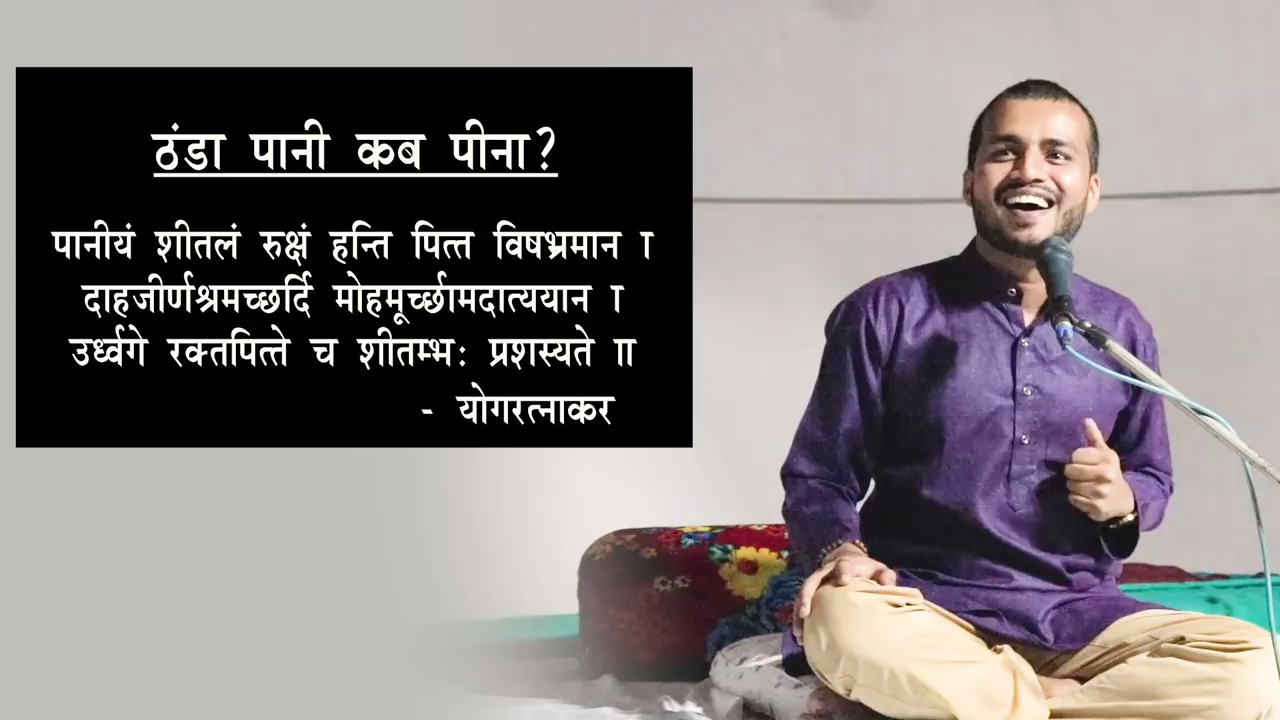 ठंडा पानी कब पीना?
पानीयं शीतलं रुक्षं हन्ति पित्त विषभ्रमान ।
दाहजीर्णश्रमच्छर्दि मोहमूर्च्छामदात्ययान ।
उर्ध्वगे रक्तपित्ते च शीतम्भः प्रशस्यते ॥
- योगरत्नाकर